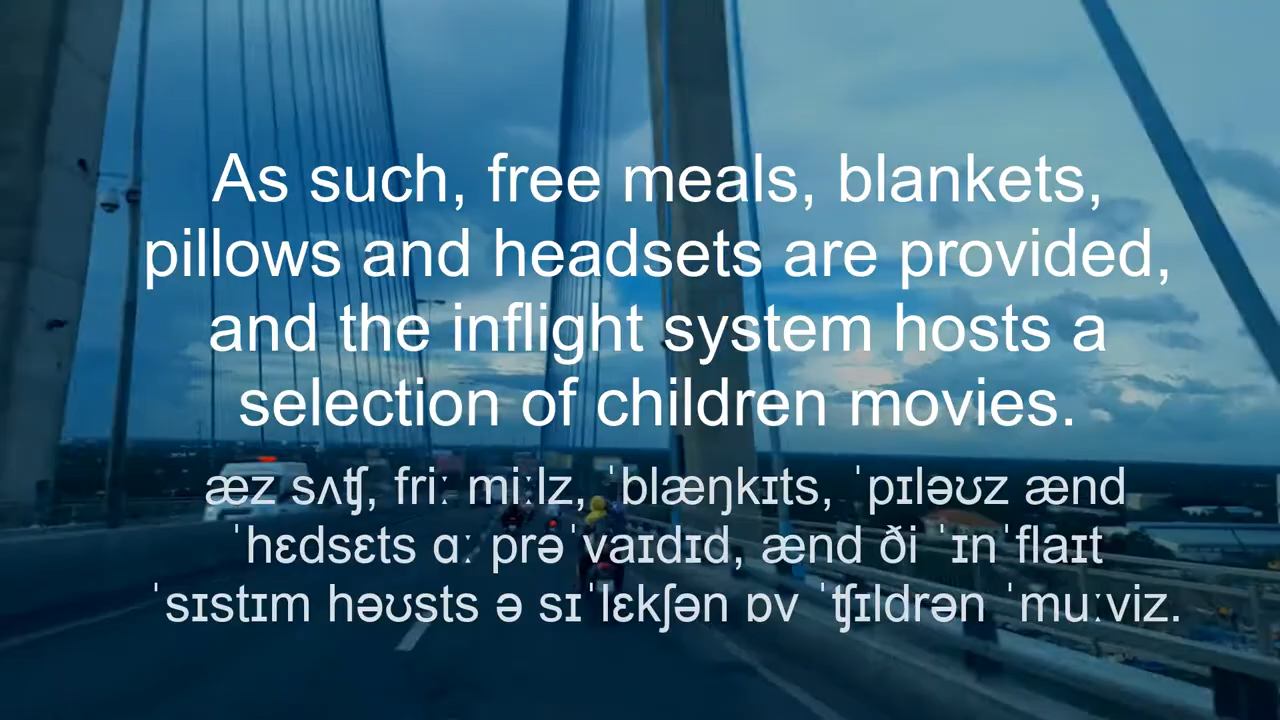 As such, free meals, blankets,
pillows and headsets are provided,
and the inflight system hosts a
selection of children movies.
æz sʌʧ, friː miːlz, ˈblæŋkɪts, ˈpɪləʊz ænd
ˈhɛdsɛts ɑː prəˈvaɪdɪd, ænd ði ˈɪnˈflaɪt
ˈsɪstɪm həʊsts ə sɪˈlɛkʃən ɒv ˈʧɪldrən ˈmuːviz.